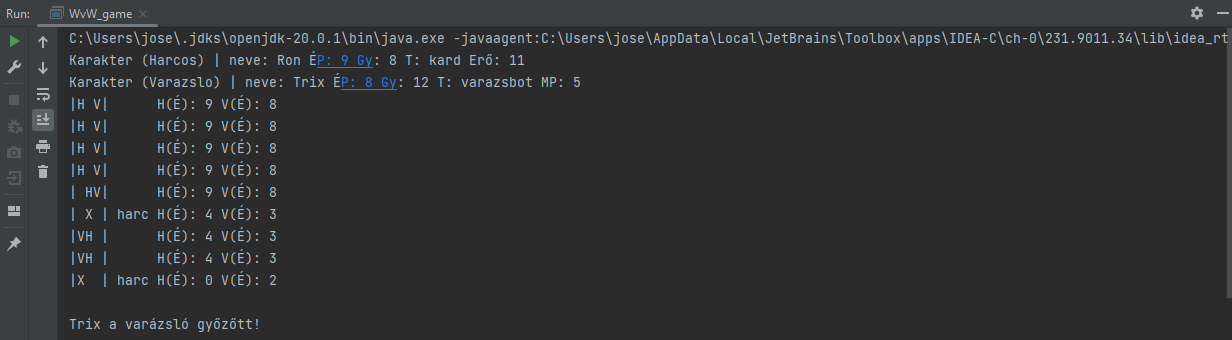 Run: WvW_game
C:\Users\jose\.jdks\openjdk-20.0.1\bin\java.exe -javaagent:C:\Users\jose\AppData\Local\JetBrains\Toolbox\apps\IDEA-C\ch-0\231.9011.34\lib\idea_rt
Karakter (Harcos) | neve: Ron ÉP: 9 Gy: 8 T: kard Erő: 11
Karakter (Varazslo) | neve: Trix ÉP: 8 Gy: 12 T: varazsbot MP: 5
|H V|      H(É): 9 V(É): 8
|H V|      H(É): 9 V(É): 8
|H V|      H(É): 9 V(É): 8
|H V|      H(É): 9 V(É): 8
| HV|      H(É): 9 V(É): 8
| X | harc H(É): 4 V(É): 3
|VH |      H(É): 4 V(É): 3
|VH |      H(É): 4 V(É): 3
|X  | harc H(É): 0 V(É): 2
Trix a varázsló győzőtt!